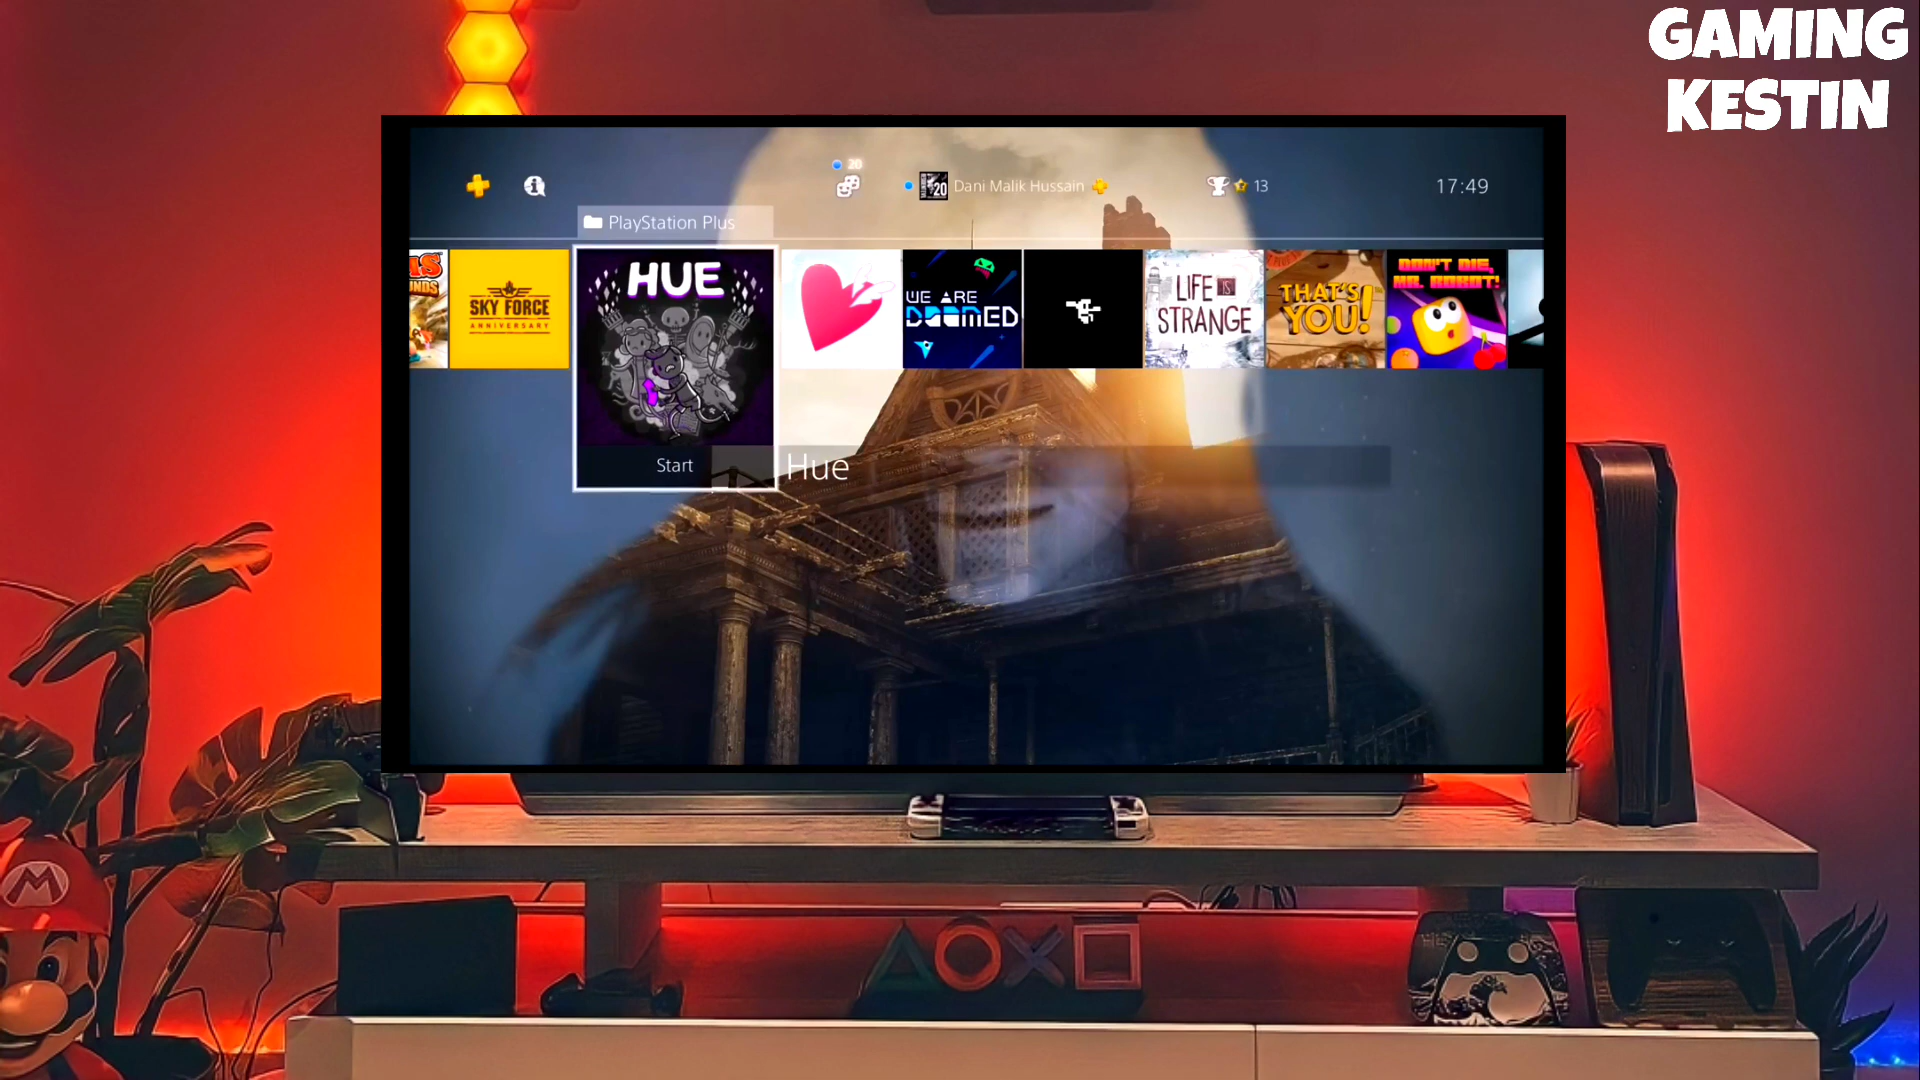 GAMING
KESTIN
20
20
Dani Malik Hussain
13
17:49
PlayStation Plus
SKY FORCE
ANNIVERSARY
HUE
WE ARE
DOOMED
LIFE IS
STRANGE
THAT'S
YOU!
DON'T DIE,
MR. ROBOT!
Start
Hue
M